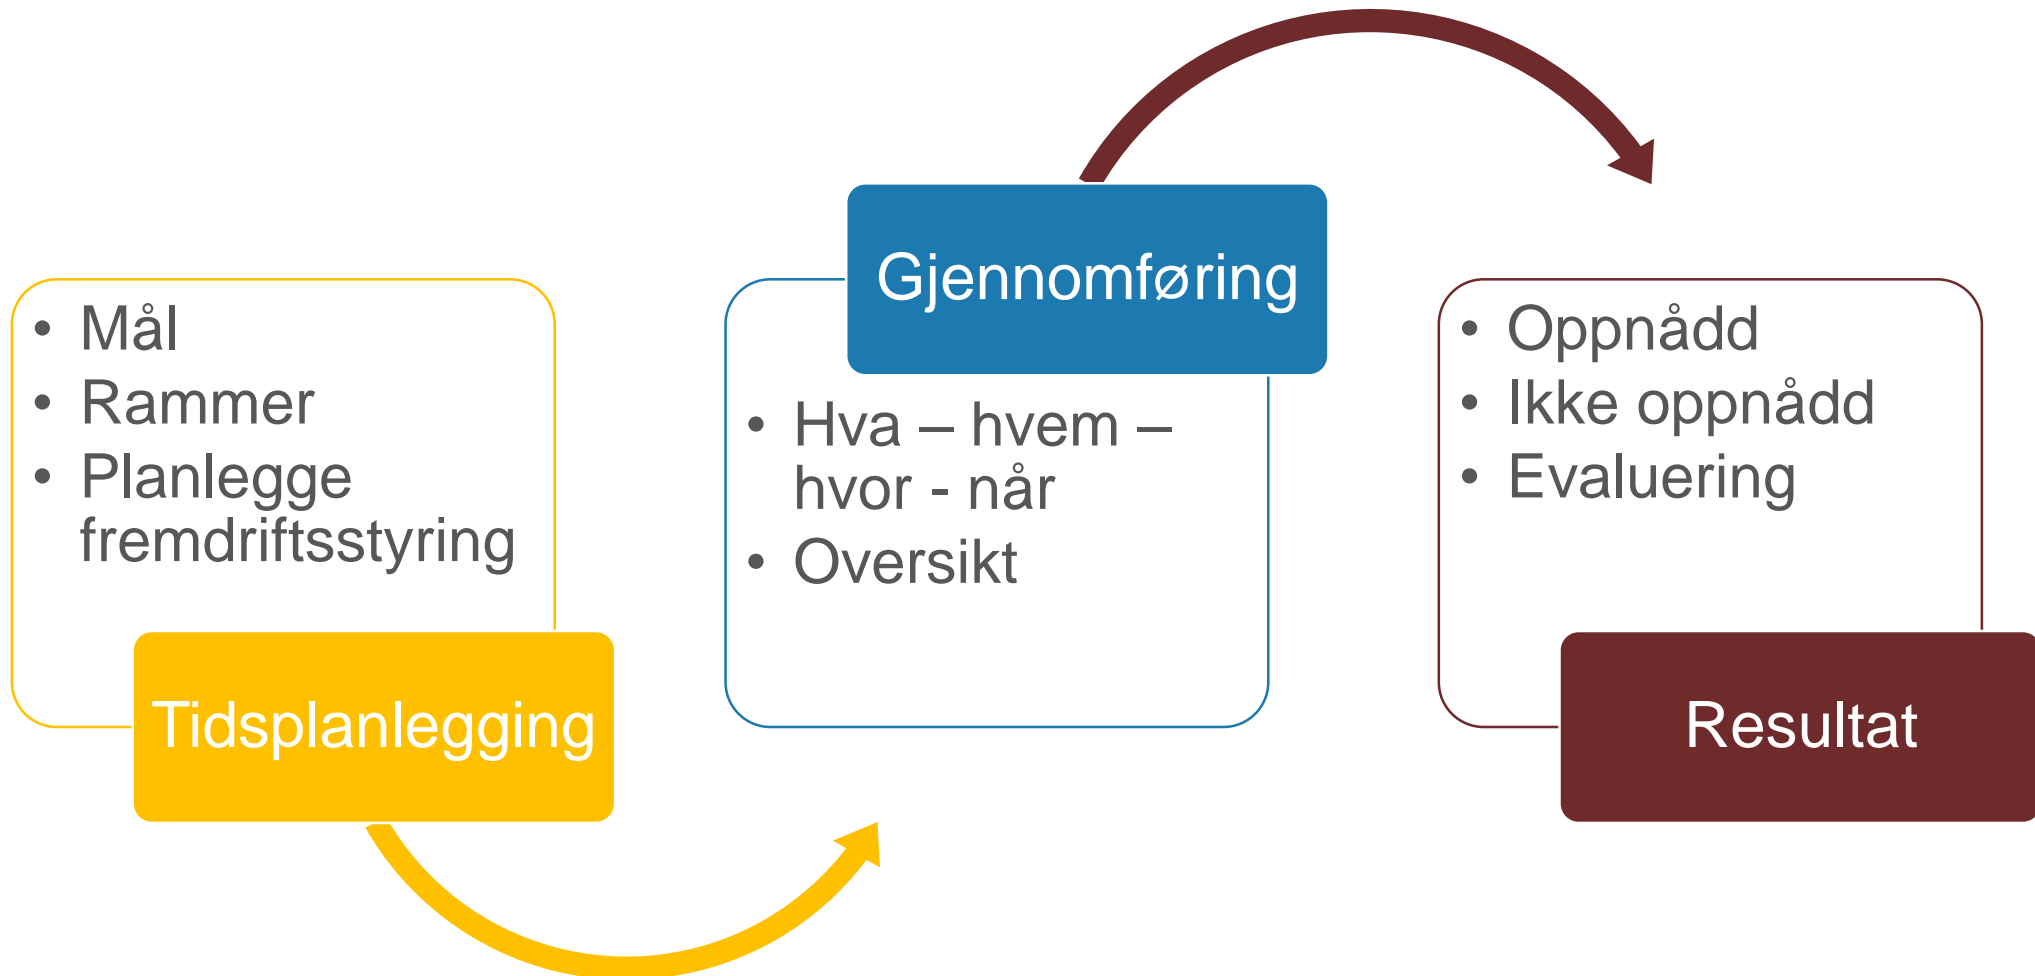 • Mål
• Rammer
• Planlegge
fremdriftsstyring
Tidsplanlegging
Gjennomføring
• Hva – hvem –
hvor - når
• Oversikt
• Oppnådd
• Ikke oppnådd
• Evaluering
Resultat